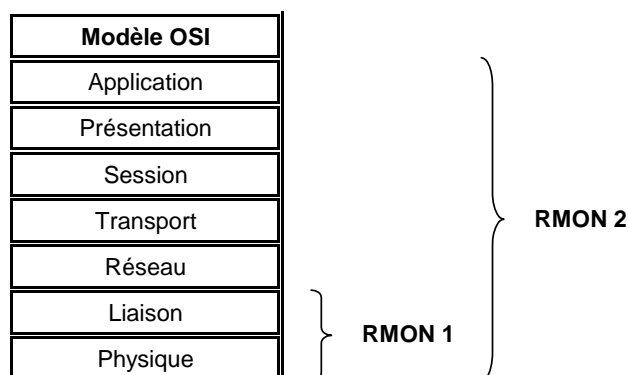 Modèle OSI
Application
Présentation
Session
Transport
RMON 2
Réseau
Liaison
RMON 1
Physique